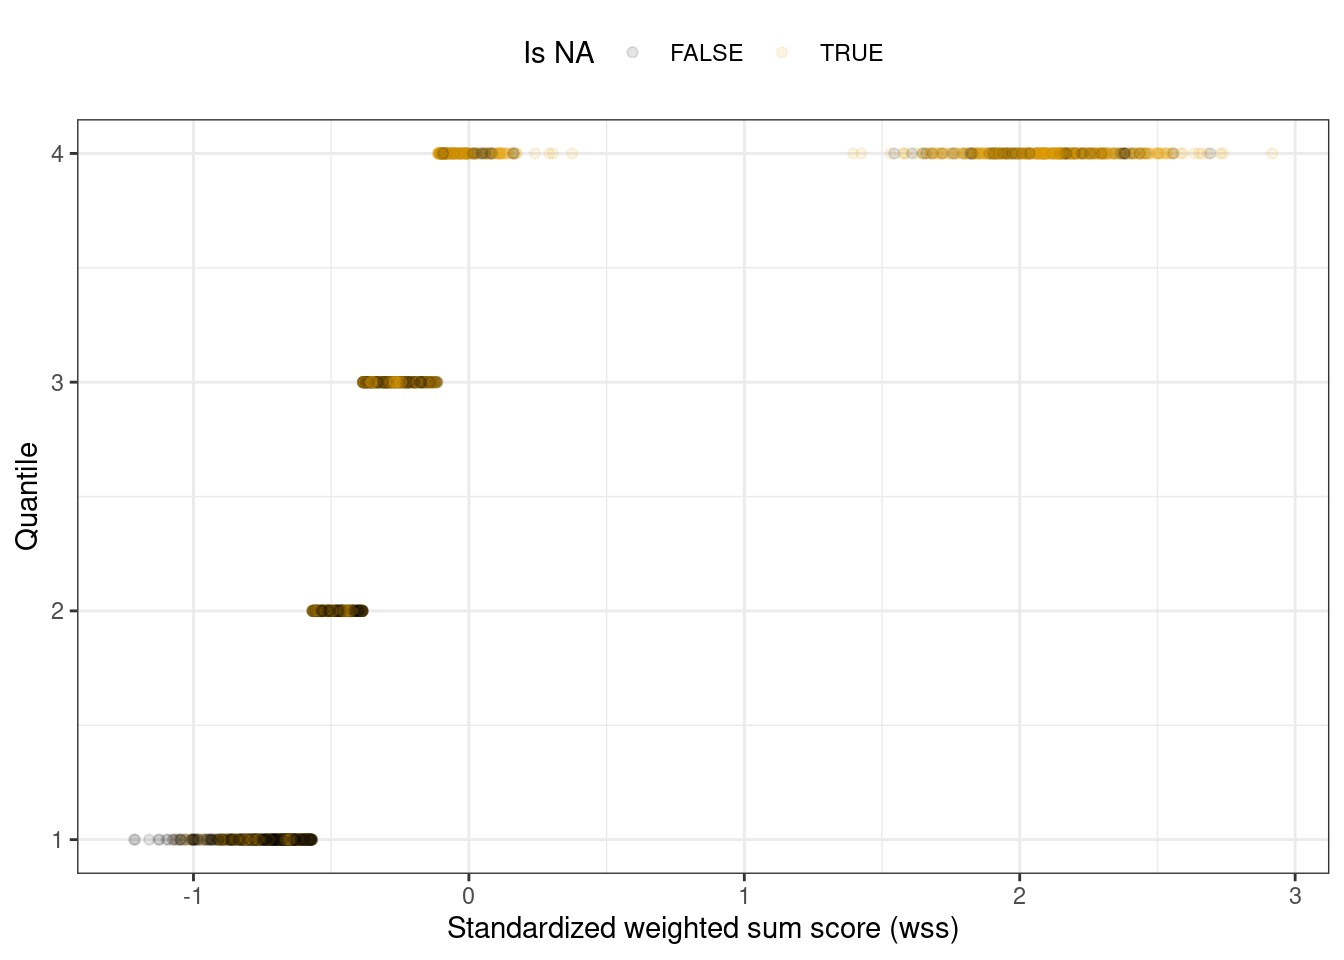 Is NA FALSE TRUE
4
3
2
1
Quantile
-1 0 1 2 3
Standardized weighted sum score (wss)